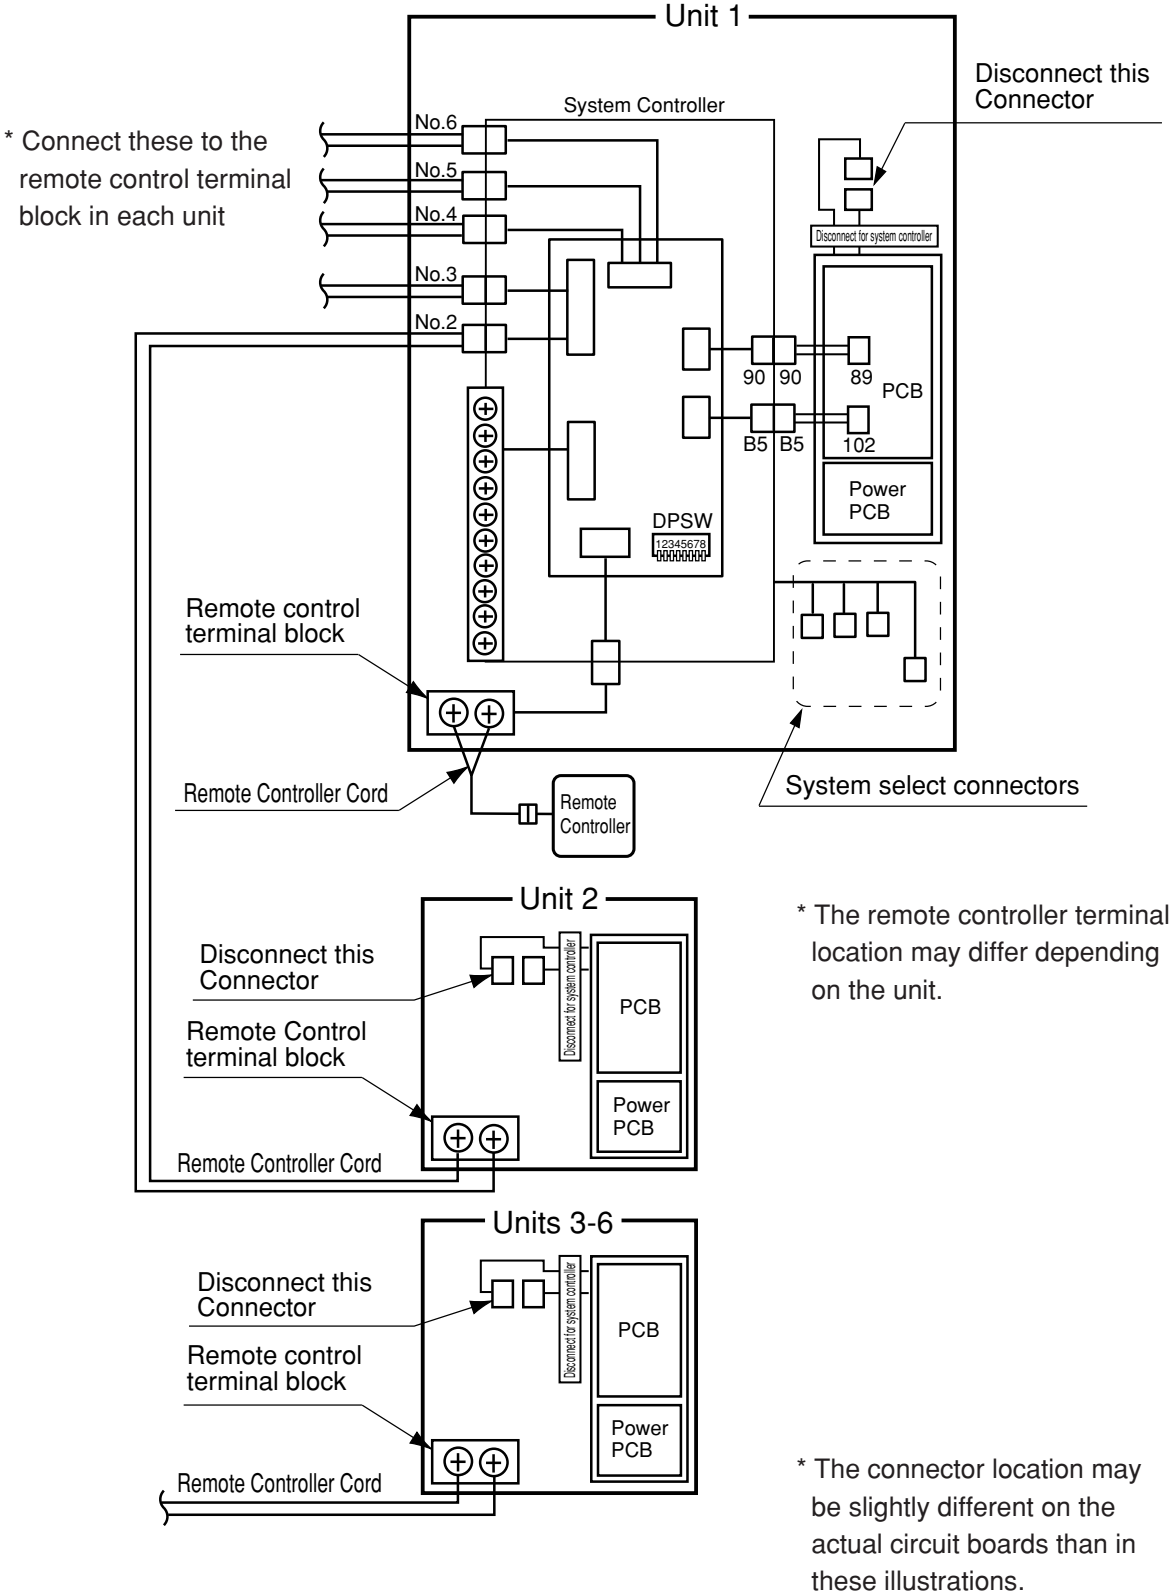 Unit 1
Disconnect this
Connector
System Controller
* Connect these to the
remote control terminal
block in each unit
No.6
No.5
No.4
No.3
No.2
Disconnect for system controller
90 90 89
PCB
B5 B5 102
Power
PCB
DPSW
12345678
Remote control
terminal block
Remote Controller Cord
Remote
Controller
System select connectors
Unit 2
* The remote controller terminal
location may differ depending
on the unit.
Disconnect this
Connector
Disconnect for system controller
PCB
Remote Control
terminal block
Power
PCB
Remote Controller Cord
Units 3-6
Disconnect this
Connector
Disconnect for system controller
PCB
Remote control
terminal block
Power
PCB
Remote Controller Cord
* The connector location may
be slightly different on the
actual circuit boards than in
these illustrations.